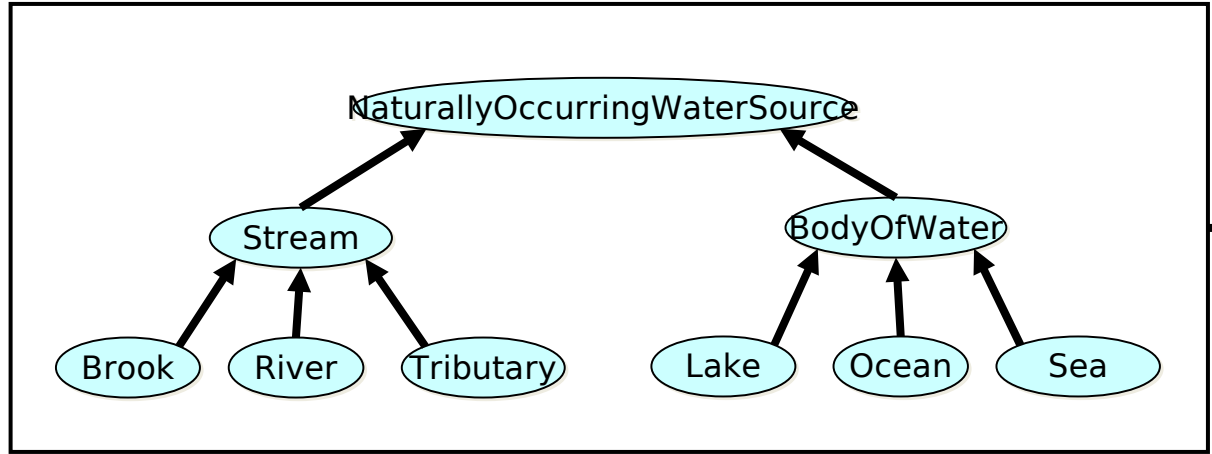 NaturallyOccurringWaterSource
Stream
BodyOfWater
Brook
River
Tributary
Lake
Ocean
Sea